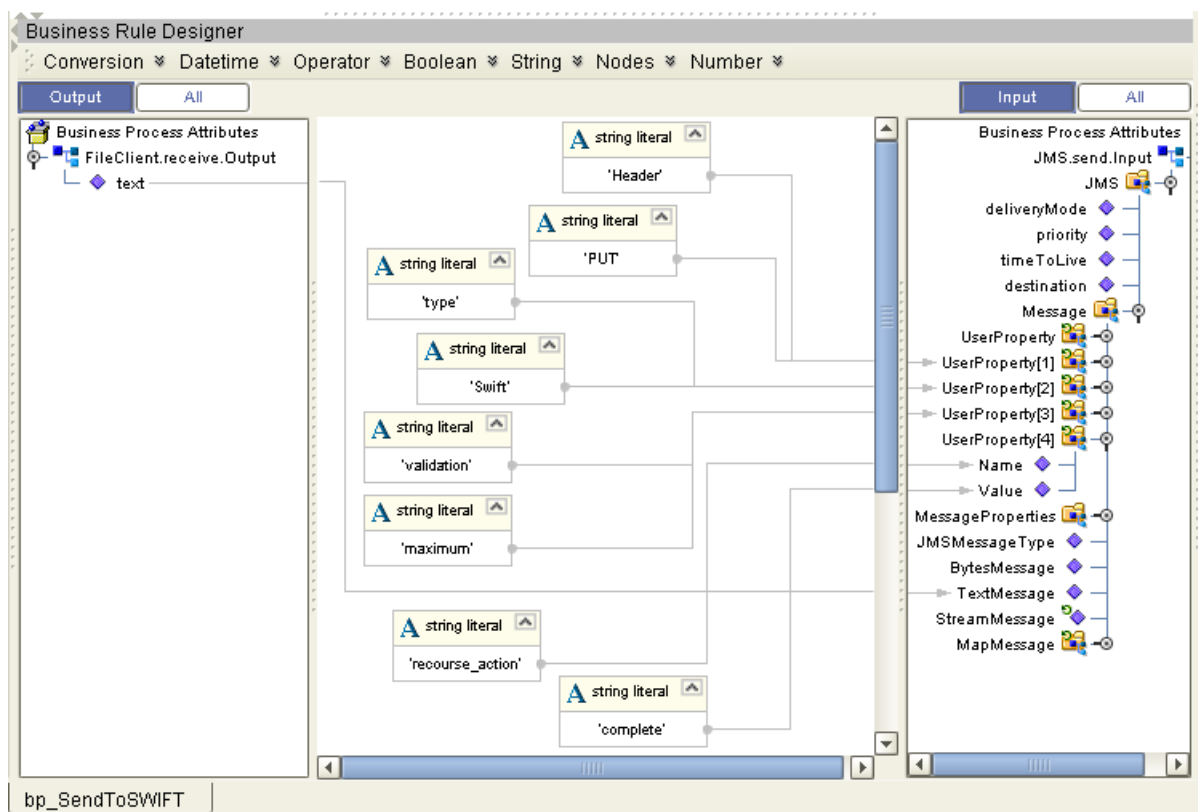 Business Rule Designer
Conversion Datetime Operator Boolean String Nodes Number
Output All
Input All
Business Process Attributes
FileClient.receive.Output
text
string literal
'Header'
string literal
'PUT'
string literal
'type'
string literal
'Swift'
string literal
'validation'
string literal
'maximum'
string literal
'recourse_action'
string literal
'complete'
Business Process Attributes
JMS.send.Input
JMS
deliveryMode
priority
timeToLive
destination
Message
UserProperty
UserProperty[1]
UserProperty[2]
UserProperty[3]
UserProperty[4]
Name
Value
MessageProperties
JMSMessageType
BytesMessage
TextMessage
StreamMessage
MapMessage
bp_SendToSWIFT